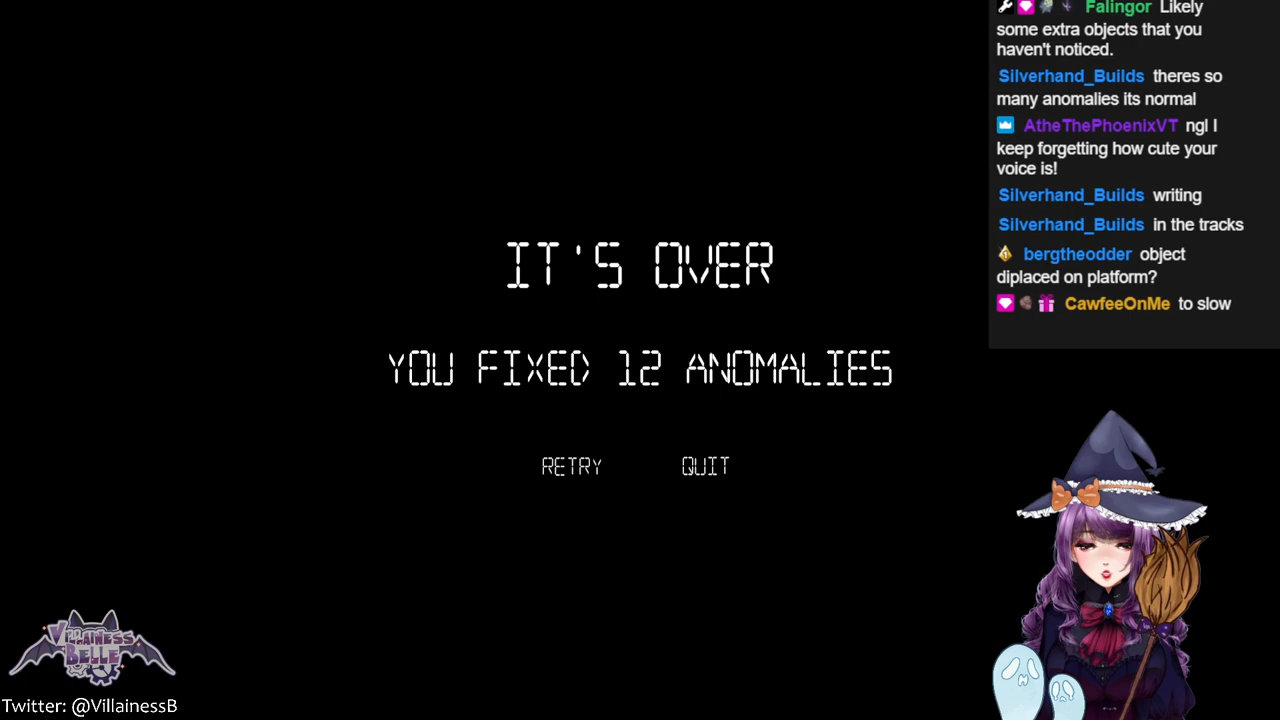 IT'S OVER
YOU FIXED 12 ANOMALIES
RETRY QUIT
Falingor Likely
some extra objects that you
haven't noticed.
Silverhand_Builds theres so
many anomalies its normal
AtheThePhoenixVT ngl I
keep forgetting how cute your
voice is!
Silverhand_Builds writing
Silverhand_Builds in the tracks
bergtheodder object
diplaced on platform?
CawfeeOnMe to slow
VILLAINESS
BELLE
Twitter: @VillainessB